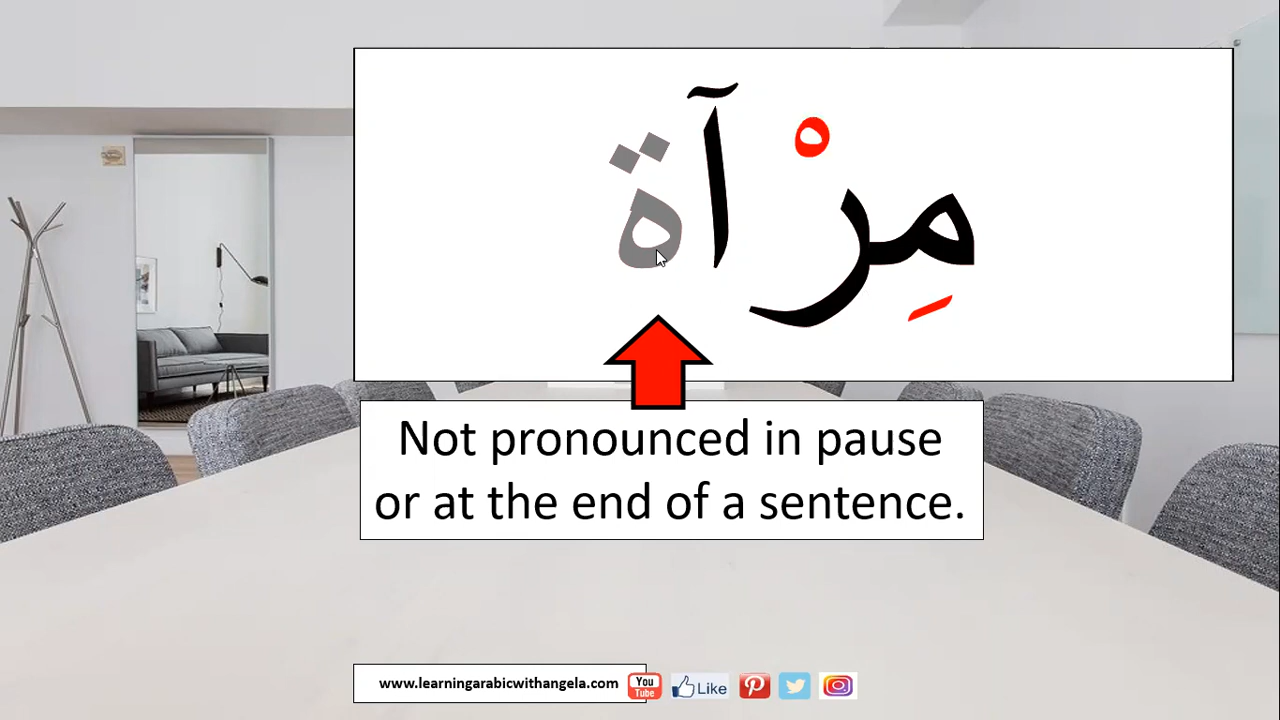 مِرْآة
Not pronounced in pause
or at the end of a sentence.
www.learningarabicwithangela.com
You
Tube
Like